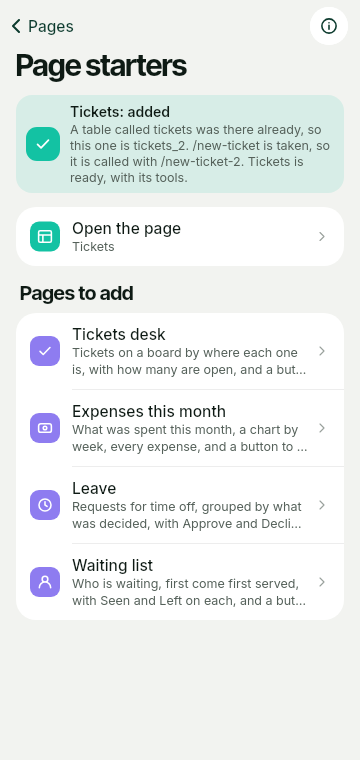 Pages
Page starters
Tickets: added
A table called tickets was there already, so
this one is tickets_2. /new-ticket is taken, so
it is called with /new-ticket-2. Tickets is
ready, with its tools.
Open the page
Tickets
Pages to add
Tickets desk
Tickets on a board by where each one
is, with how many are open, and a but...
Expenses this month
What was spent this month, a chart by
week, every expense, and a button to ...
Leave
Requests for time off, grouped by what
was decided, with Approve and Decli...
Waiting list
Who is waiting, first come first served,
with Seen and Left on each, and a but...